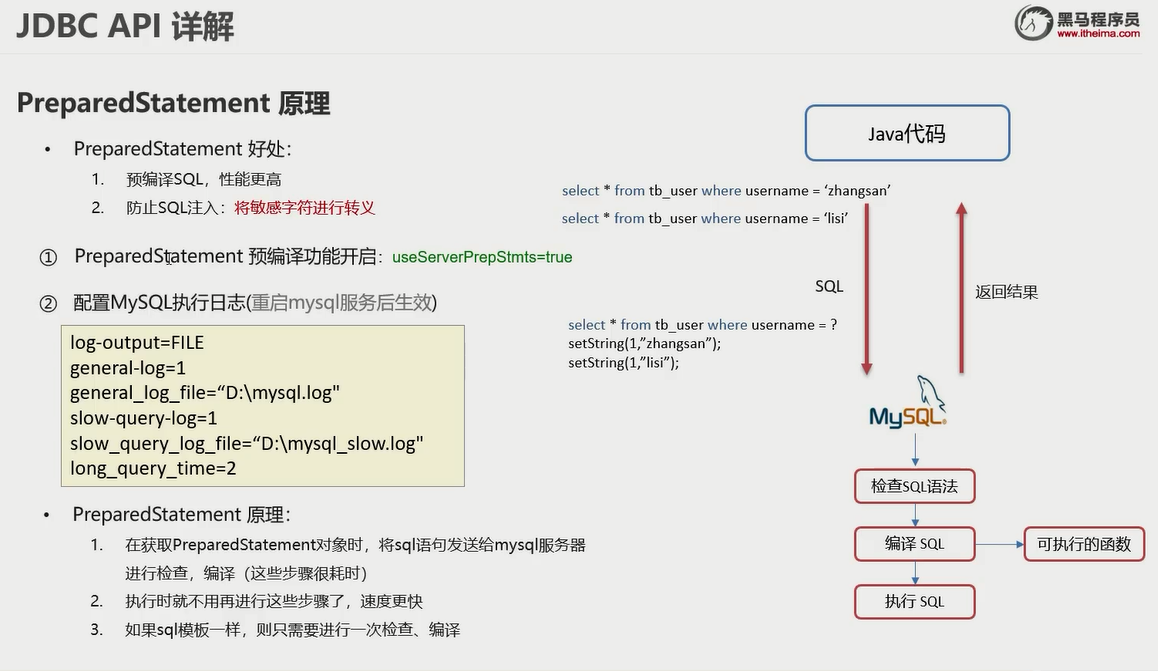 JDBC API 详解
黑马程序员
www.itheima.com
PreparedStatement 原理
• PreparedStatement 好处：
1. 预编译SQL，性能更高
2. 防止SQL注入：将敏感字符进行转义
① PreparedStatement 预编译功能开启：useServerPrepStmts=true
② 配置MySQL执行日志(重启mysql服务后生效)
log-output=FILE
general-log=1
general_log_file=“D:\mysql.log"
slow-query-log=1
slow_query_log_file=“D:\mysql_slow.log"
long_query_time=2
• PreparedStatement 原理：
1. 在获取PreparedStatement对象时，将sql语句发送给mysql服务器
进行检查，编译（这些步骤很耗时）
2. 执行时就不用再进行这些步骤了，速度更快
3. 如果sql模板一样，则只需要进行一次检查、编译
Java代码
select * from tb_user where username = ‘zhangsan’
select * from tb_user where username = ‘lisi’
SQL
返回结果
select * from tb_user where username = ?
setString(1,”zhangsan”);
setString(1,”lisi”);
MySQL®
检查SQL语法
编译 SQL
可执行的函数
执行 SQL